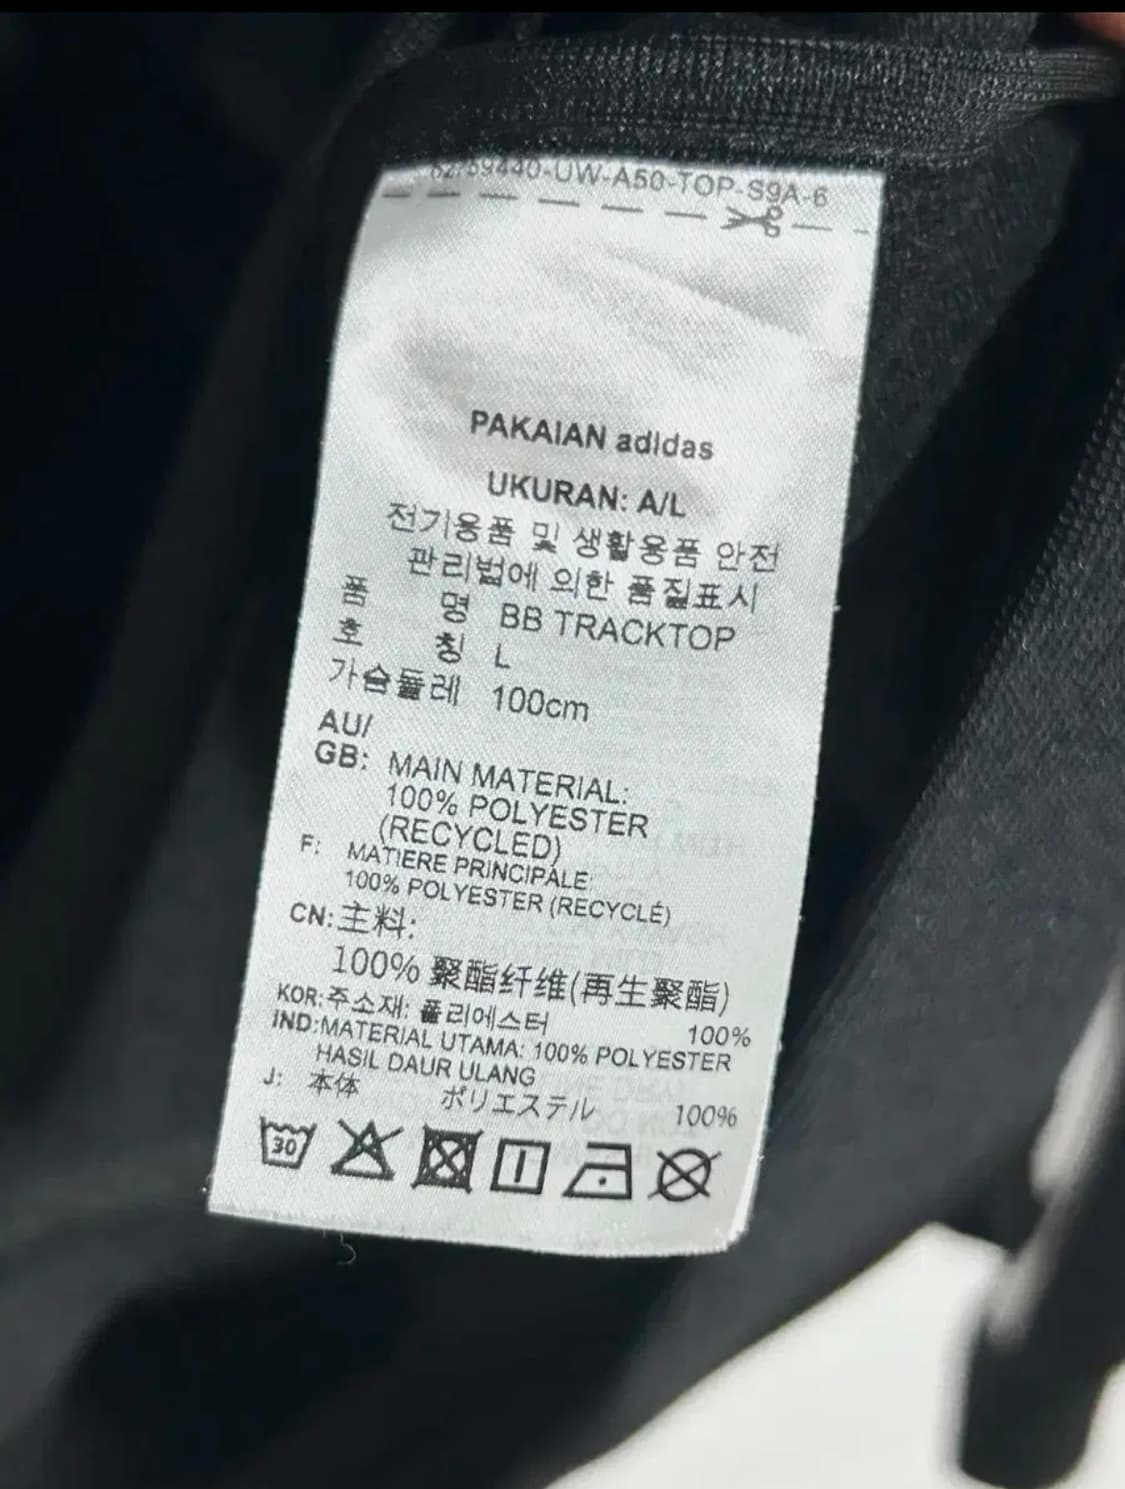 -UW-A50-TOP-S9A-6
PAKAIAN adidas
UKURAN: A/L
전기용품 및 생활용품 안전
관리법에 의한 품질표시
품 명 BB TRACKTOP
호 칭 L
가슴둘레 100cm
AU/
GB: MAIN MATERIAL:
100% POLYESTER
(RECYCLED)
F: MATIERE PRINCIPALE:
100% POLYESTER (RECYCLÉ)
CN:主料:
100% 聚酯纤维(再生聚酯)
KOR:주소재: 폴리에스터 100%
IND:MATERIAL UTAMA: 100% POLYESTER
HASIL DAUR ULANG
J: 本体 ポリエステル 100%
30